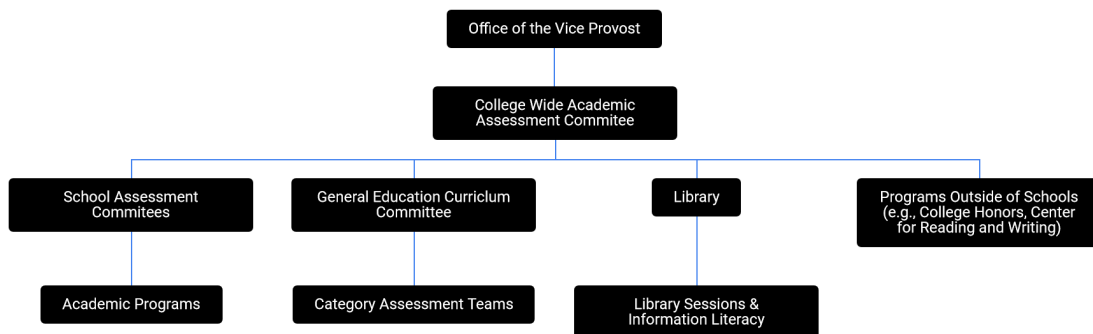 Office of the Vice Provost
College Wide Academic
Assessment Commitee
School Assessment
Commitees
General Education Curriclum
Committee
Library
Programs Outside of Schools
(e.g., College Honors, Center
for Reading and Writing)
Academic Programs
Category Assessment Teams
Library Sessions &
Information Literacy